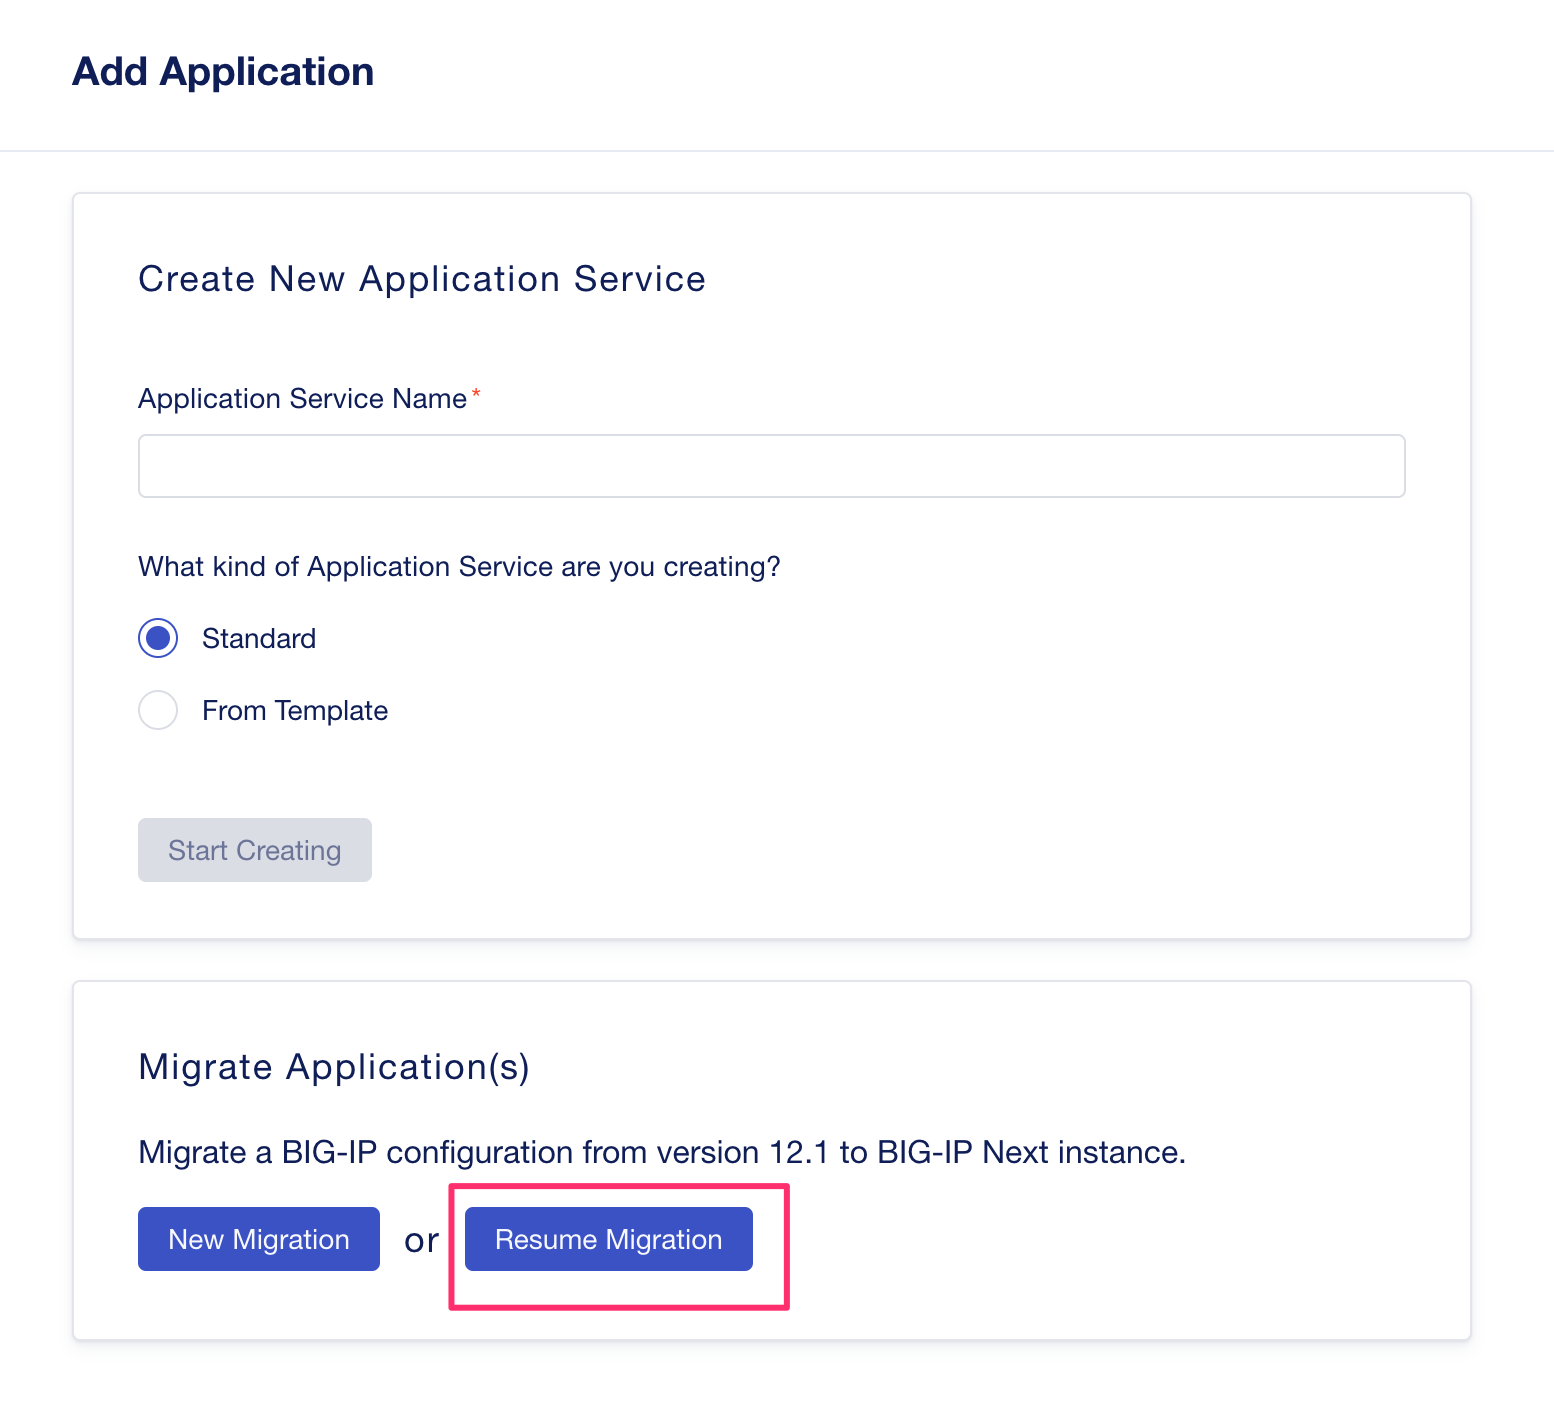 Add Application
Create New Application Service
Application Service Name*
What kind of Application Service are you creating?
Standard
From Template
Start Creating
Migrate Application(s)
Migrate a BIG-IP configuration from version 12.1 to BIG-IP Next instance.
New Migration or Resume Migration